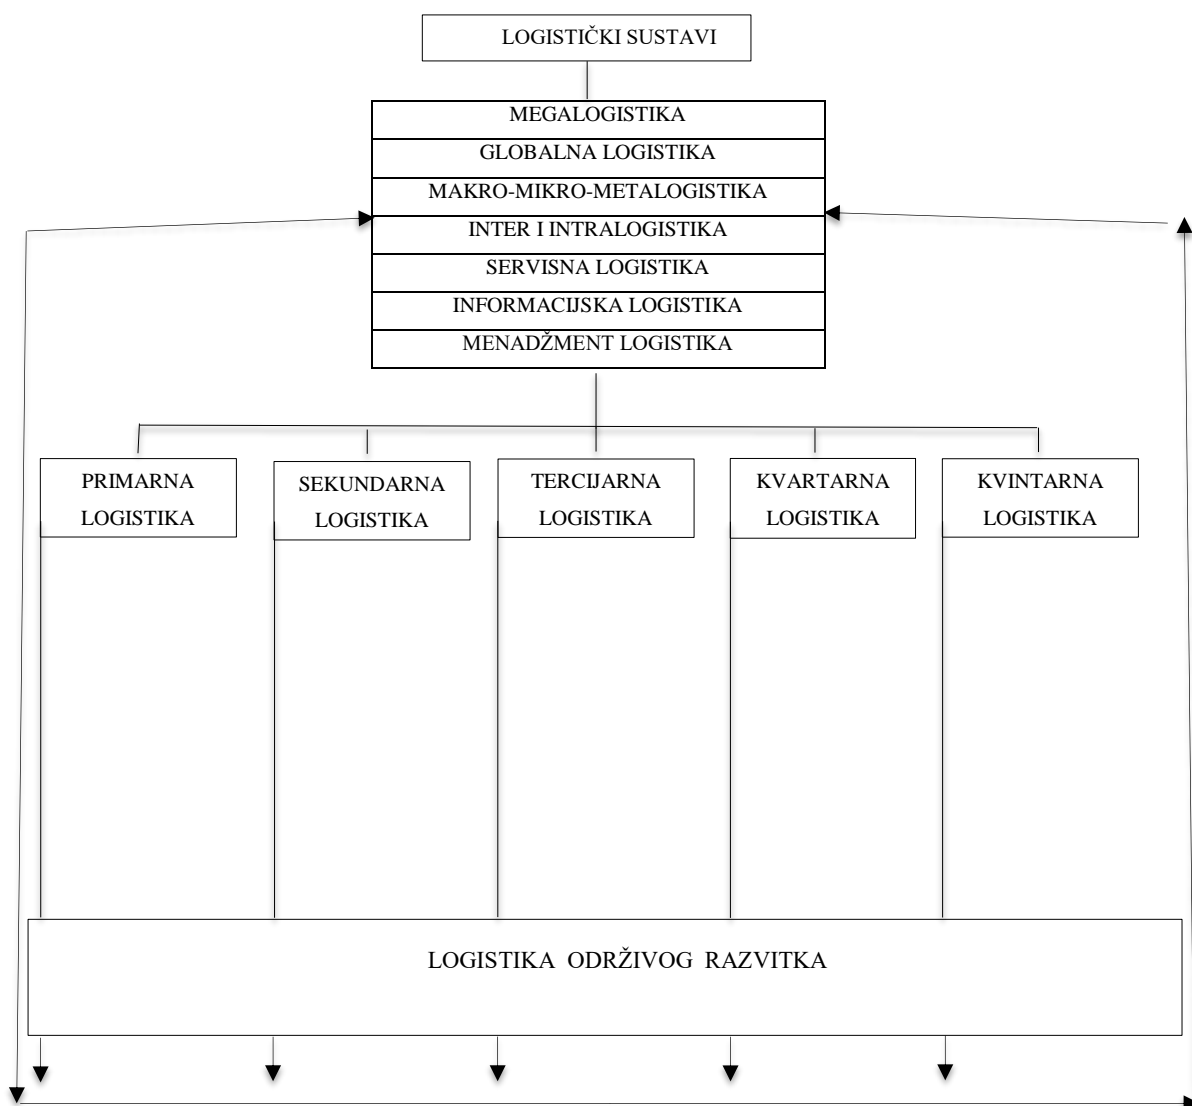 LOGISTIČKI SUSTAVI
MEGALOGISTIKA
GLOBALNA LOGISTIKA
MAKRO-MIKRO-METALOGISTIKA
INTER I INTRALOGISTIKA
SERVISNA LOGISTIKA
INFORMACIJSKA LOGISTIKA
MENADŽMENT LOGISTIKA
PRIMARNA
LOGISTIKA
SEKUNDARNA
LOGISTIKA
TERCIJARNA
LOGISTIKA
KVARTARNA
LOGISTIKA
KVINTARNA
LOGISTIKA
LOGISTIKA ODRŽIVOG RAZVITKA